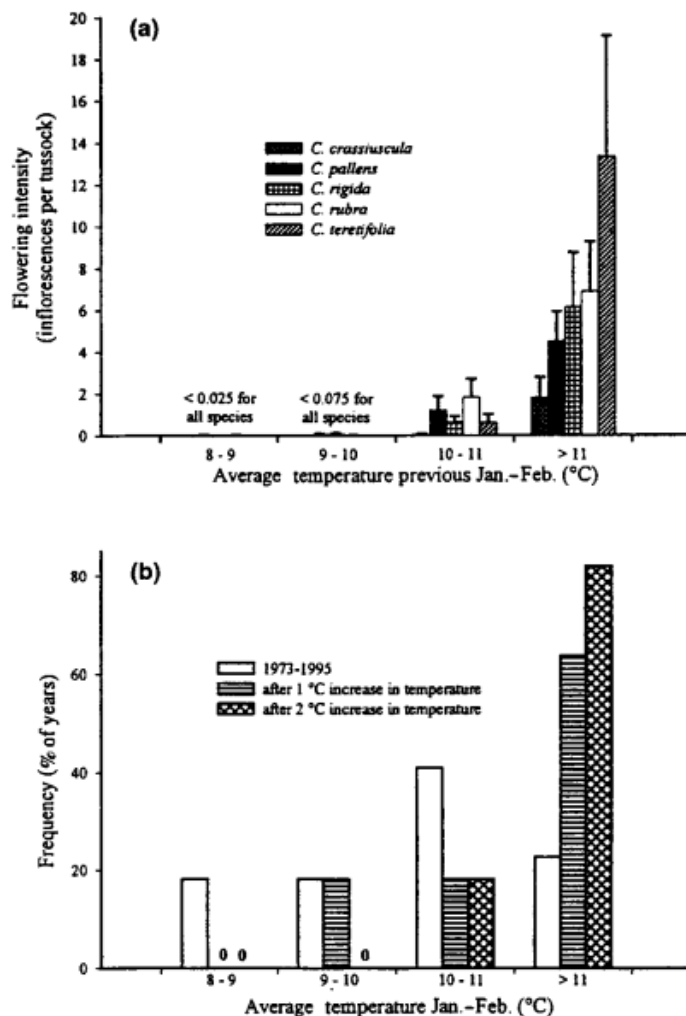 (a)
20
18
16
14
12
10
8
6
4
2
0
Flowering intensity
(inflorescences per tussock)
C. crassiuscula
C. pallens
C. rigida
C. rubra
C. teretifolia
< 0.025 for
all species
< 0.075 for
all species
8 - 9
9 - 10
10 - 11
> 11
Average temperature previous Jan.-Feb. (°C)
(b)
80
60
40
20
0
Frequency (% of years)
1973-1995
after 1 °C increase in temperature
after 2 °C increase in temperature
0 0
0
8 - 9
9 - 10
10 - 11
> 11
Average temperature Jan.-Feb. (°C)